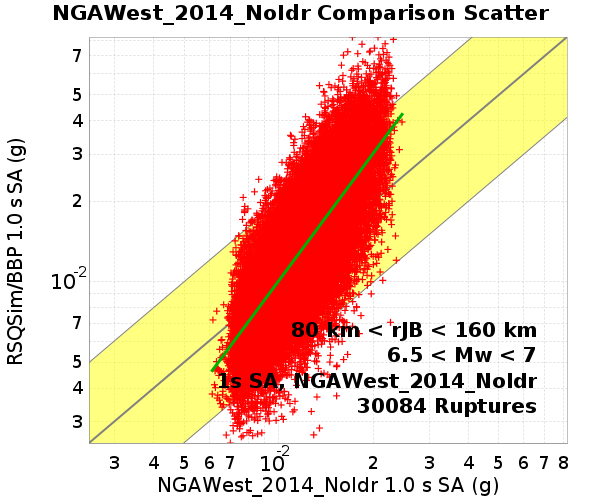 NGAWest_2014_NoIdr Comparison Scatter
RSQSim/BBP 1.0 s SA (g)
7
5
4
3
2
10-2
7
5
4
3
80 km < rJB < 160 km
6.5 < Mw < 7
1s SA, NGAWest_2014_NoIdr
30084 Ruptures
3 4 5 6 7 10-2 2 3 4 5 6 7 8
NGAWest_2014_NoIdr 1.0 s SA (g)